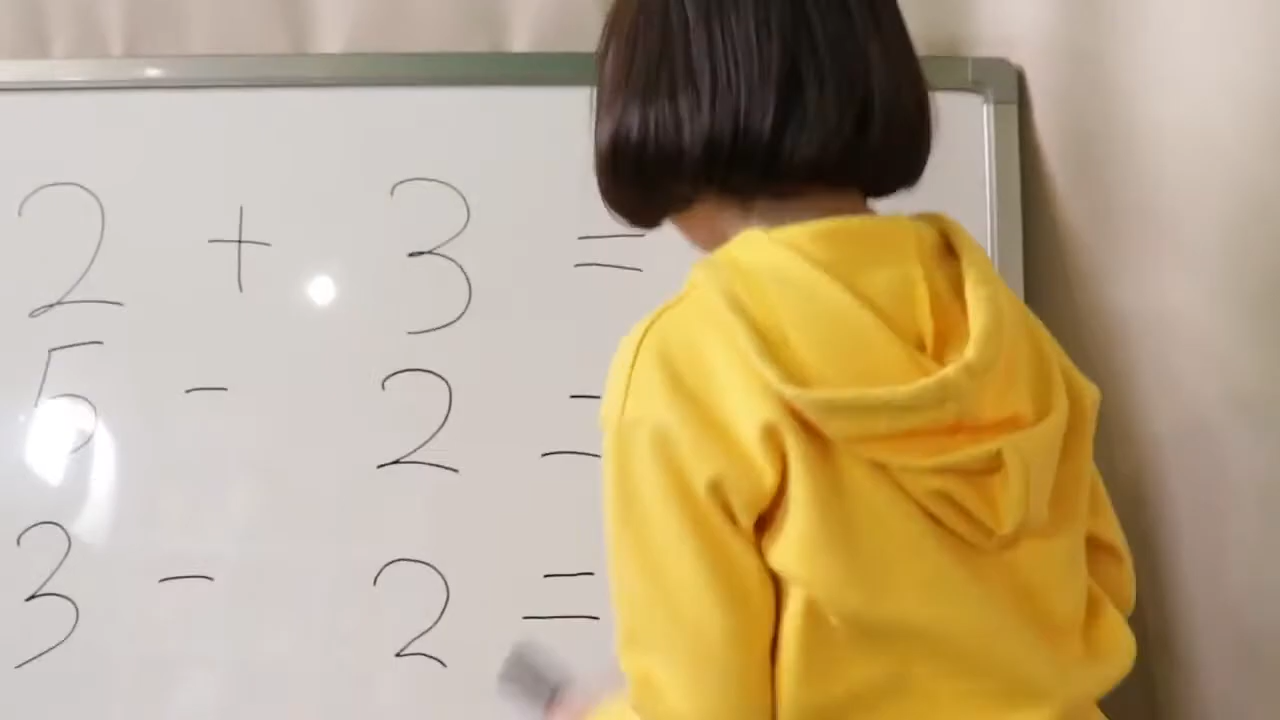 2 + 3 =
5 - 2 =
3 - 2 =